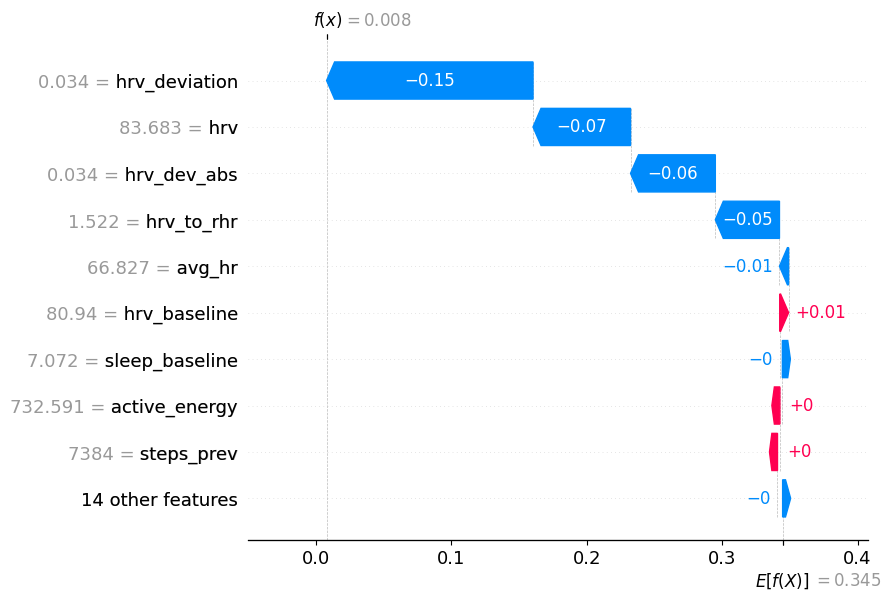 f(x) = 0.008
0.034 = hrv_deviation
−0.15
83.683 = hrv
−0.07
0.034 = hrv_dev_abs
−0.06
1.522 = hrv_to_rhr
−0.05
66.827 = avg_hr
−0.01
80.94 = hrv_baseline
+0.01
7.072 = sleep_baseline
−0
732.591 = active_energy
+0
7384 = steps_prev
+0
14 other features
−0
0.0 0.1 0.2 0.3 0.4
E[f(X)] = 0.345